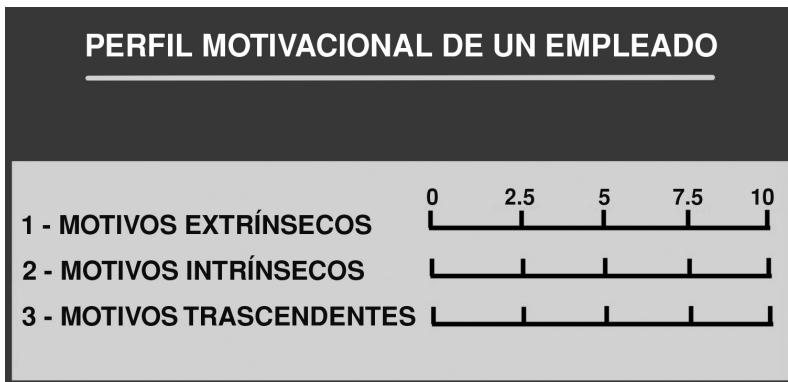 PERFIL MOTIVACIONAL DE UN EMPLEADO
0 2.5 5 7.5 10
1 - MOTIVOS EXTRÍNSECOS
2 - MOTIVOS INTRÍNSECOS
3 - MOTIVOS TRASCENDENTES